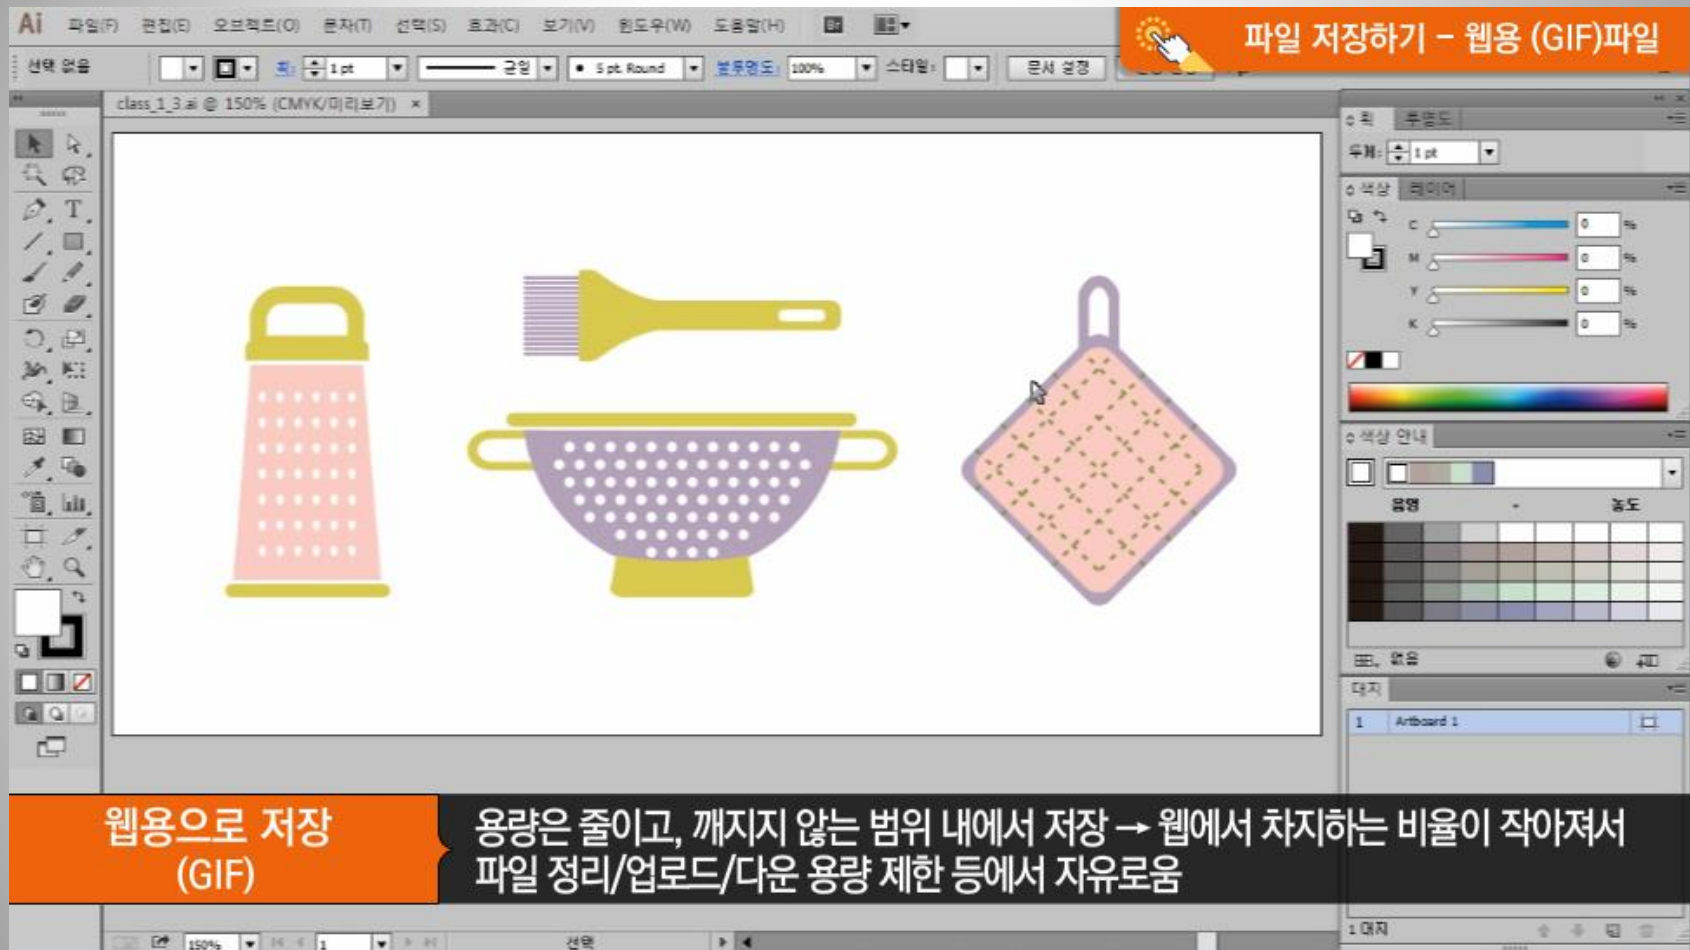 Ai 파일(F) 편집(E) 오브젝트(O) 문자(T) 선택(S) 효과(C) 보기(V) 윈도우(W) 도움말(H) Br
파일 저장하기 - 웹용 (GIF)파일
선택 없음 획: 1 pt 균일 5 pt. Round 불투명도: 100% 스타일: 문서 설정
class_1_3.ai @ 150% (CMYK/미리보기) ×
획 투명도
두께: 1 pt
색상 레이어
C 0 %
M 0 %
Y 0 %
K 0 %
색상 안내
음영 농도
없음
대지
1 Artboard 1
웹용으로 저장
(GIF)
용량은 줄이고, 깨지지 않는 범위 내에서 저장 → 웹에서 차지하는 비율이 작아져서
파일 정리/업로드/다운 용량 제한 등에서 자유로움
1 대지
150% 1 선택